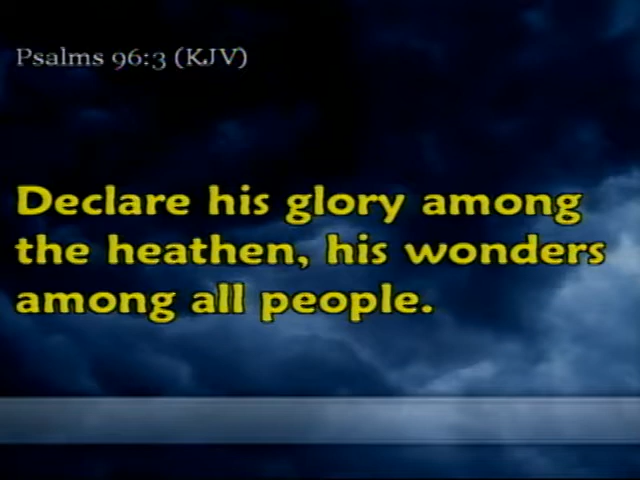 Psalms 96:3 (KJV)
Declare his glory among
the heathen, his wonders
among all people.